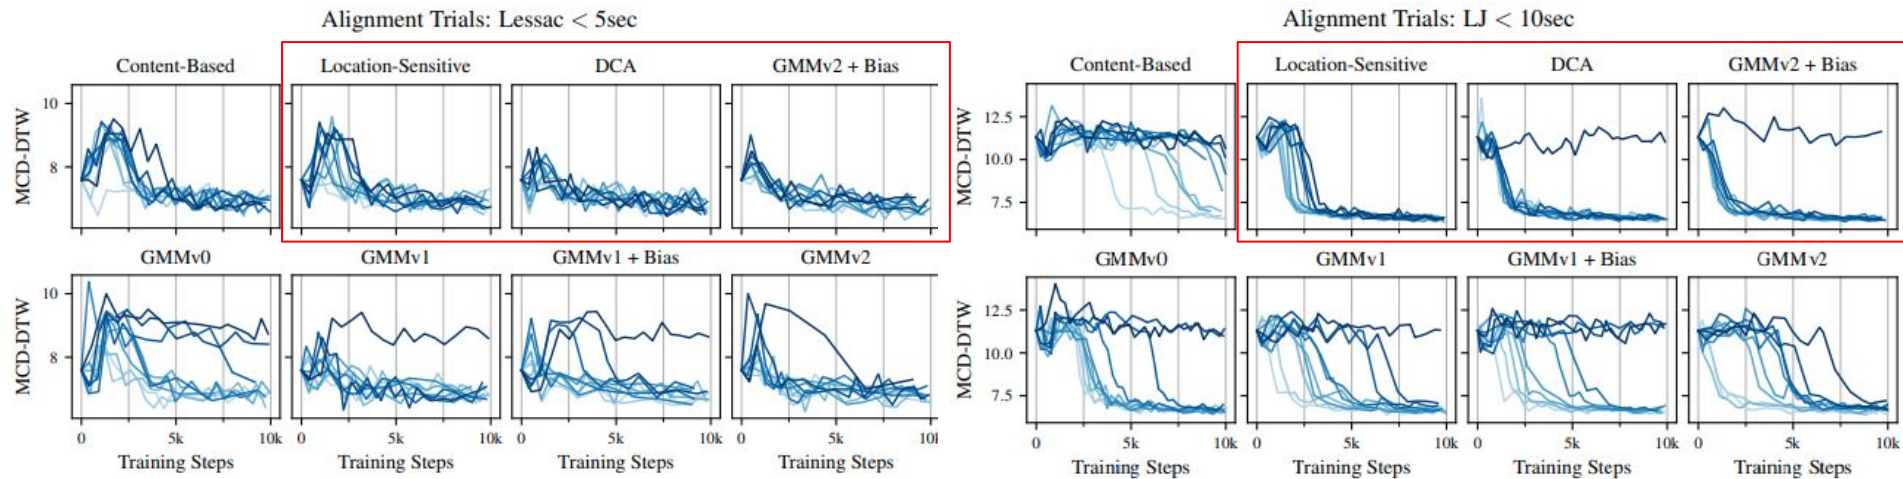 Alignment Trials: Lessac < 5sec
Content-Based Location-Sensitive DCA GMMv2 + Bias
10
8
MCD-DTW
GMMv0 GMMv1 GMMv1 + Bias GMMv2
10
8
MCD-DTW
0 5k 10k 0 5k 10k 0 5k 10k 0 5k 10k
Training Steps Training Steps Training Steps Training Steps
Alignment Trials: LJ < 10sec
Content-Based Location-Sensitive DCA GMMv2 + Bias
12.5
10.0
7.5
MCD-DTW
GMMv0 GMMv1 GMMv1 + Bias GMMv2
12.5
10.0
7.5
MCD-DTW
0 5k 10k 0 5k 10k 0 5k 10k 0 5k 10k
Training Steps Training Steps Training Steps Training Steps